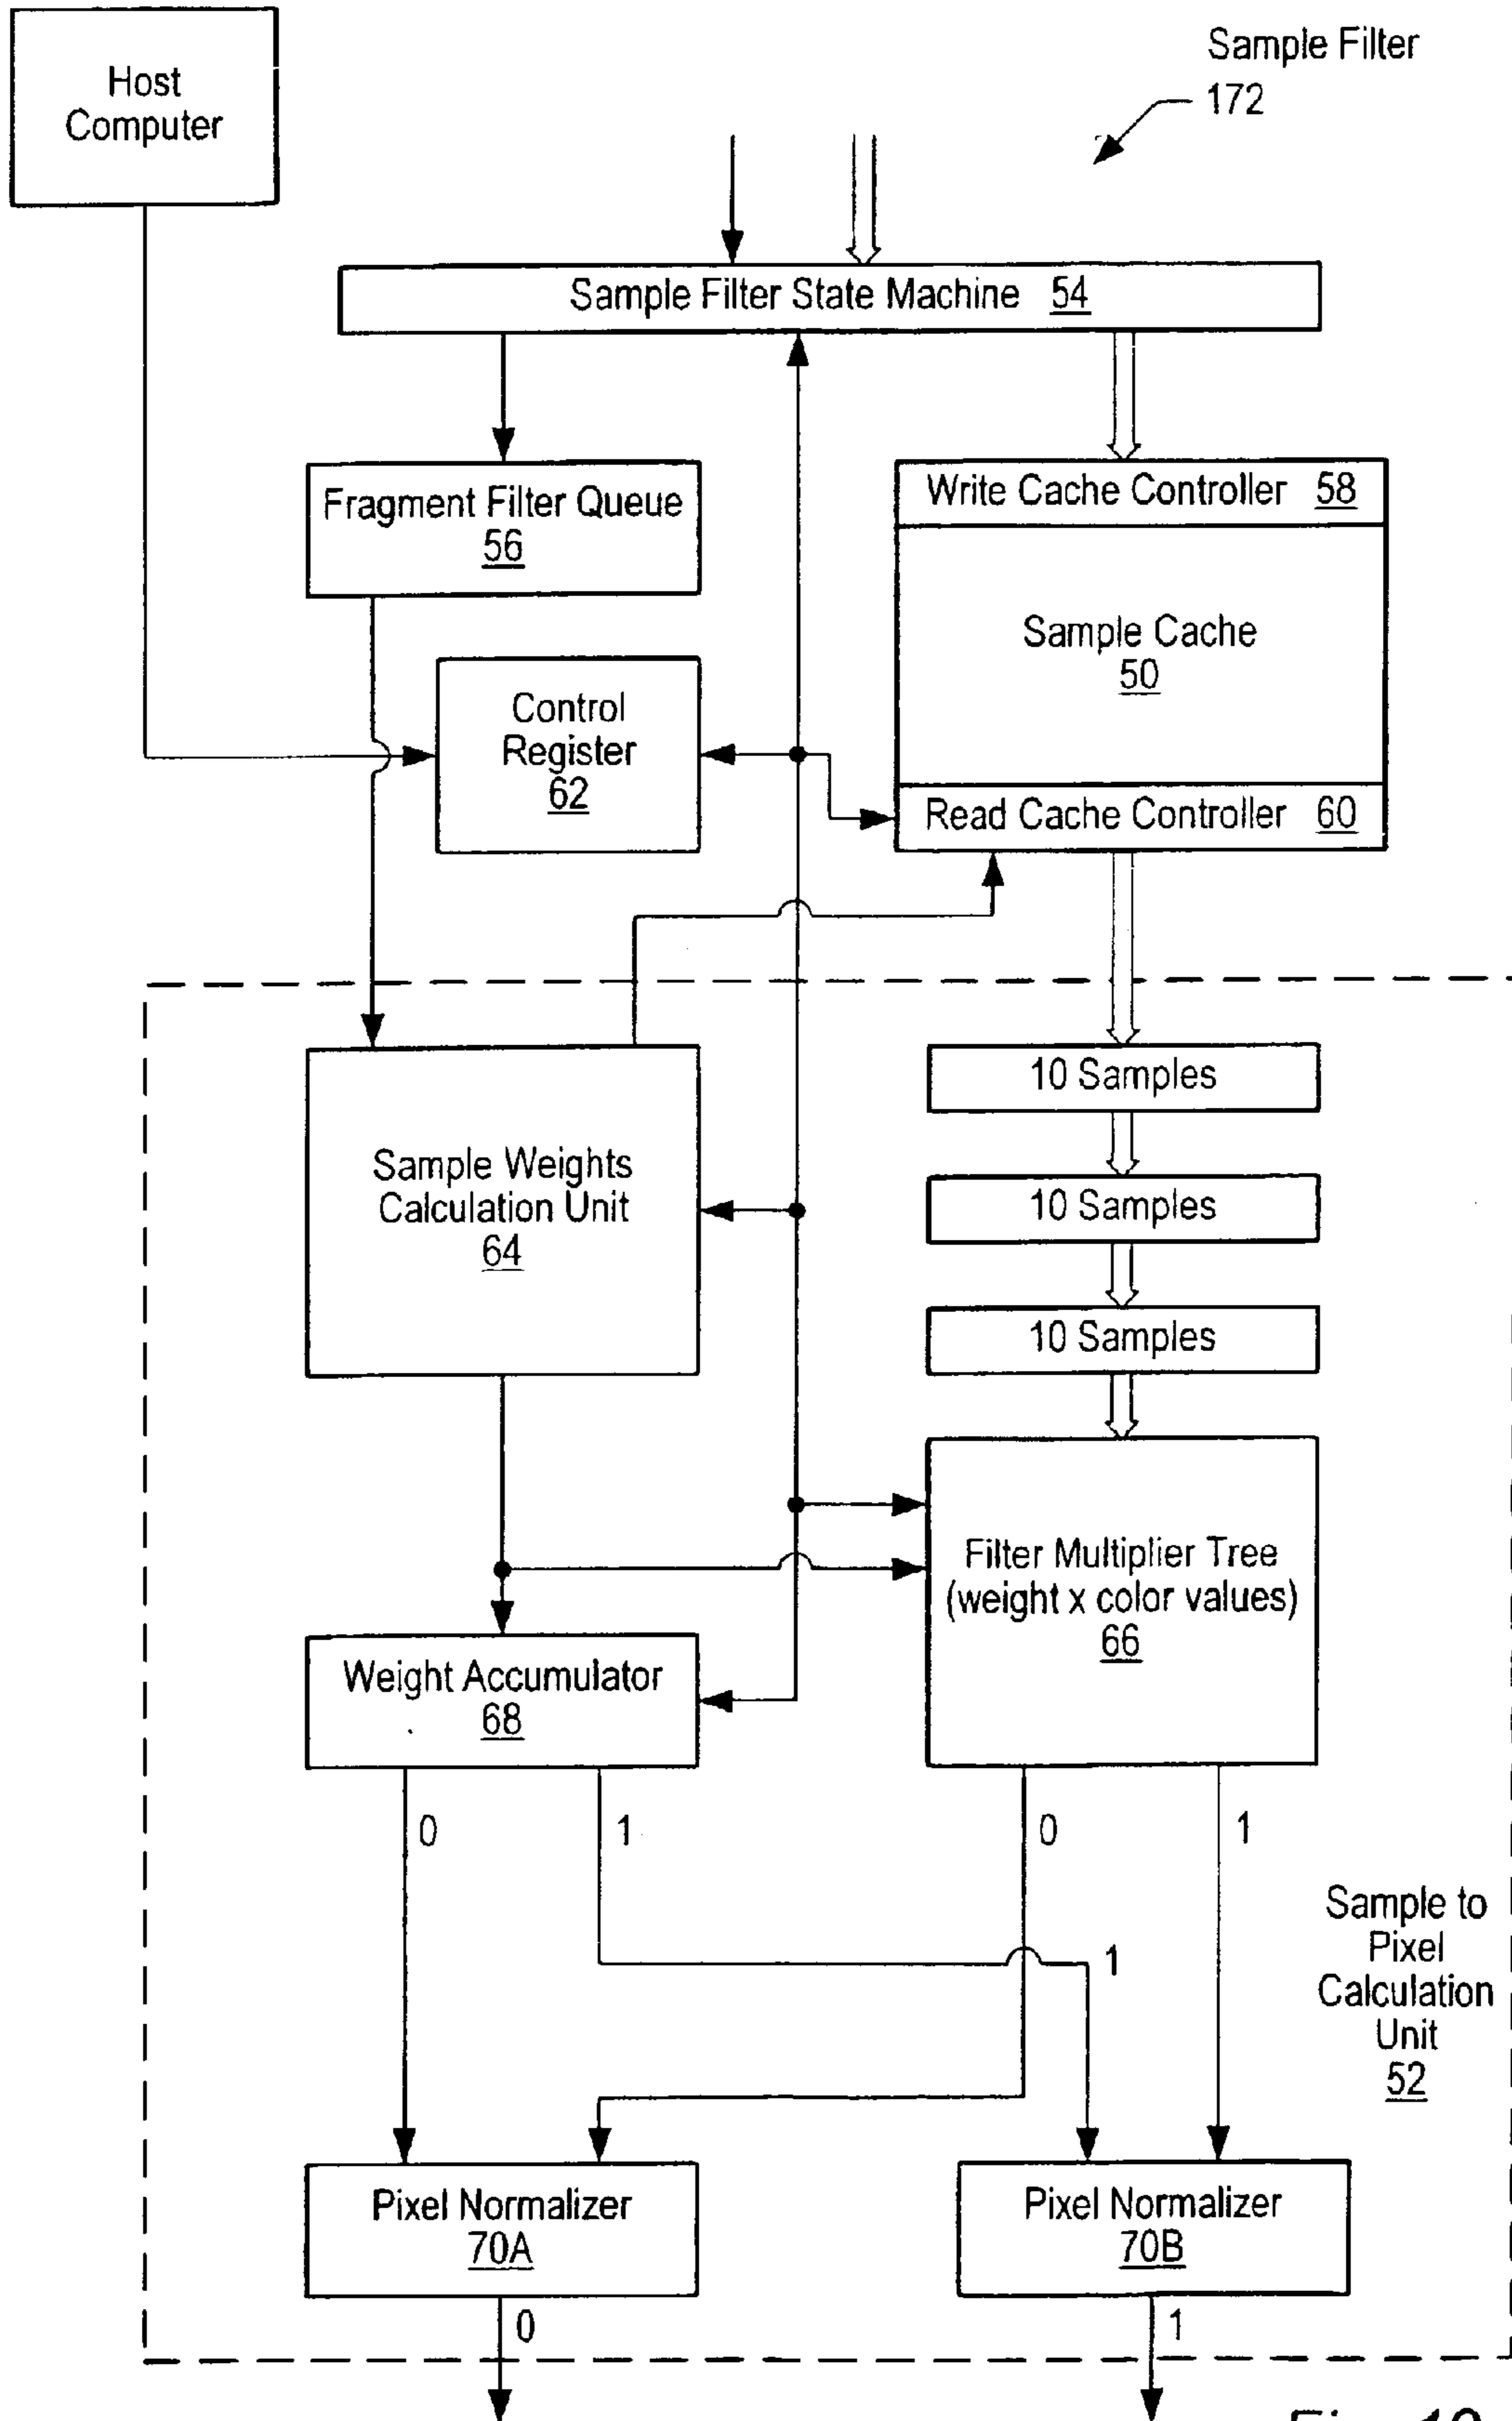 Host
Computer
Sample Filter
172
Sample Filter State Machine 54
Fragment Filter Queue
56
Write Cache Controller 58
Sample Cache
50
Control
Register
62
Read Cache Controller 60
10 Samples
Sample Weights
Calculation Unit
64
10 Samples
10 Samples
Filter Multiplier Tree
(weight x color values)
66
Weight Accumulator
68
0
1
0
1
1
Sample to
Pixel
Calculation
Unit
52
Pixel Normalizer
70A
Pixel Normalizer
70B
0
1